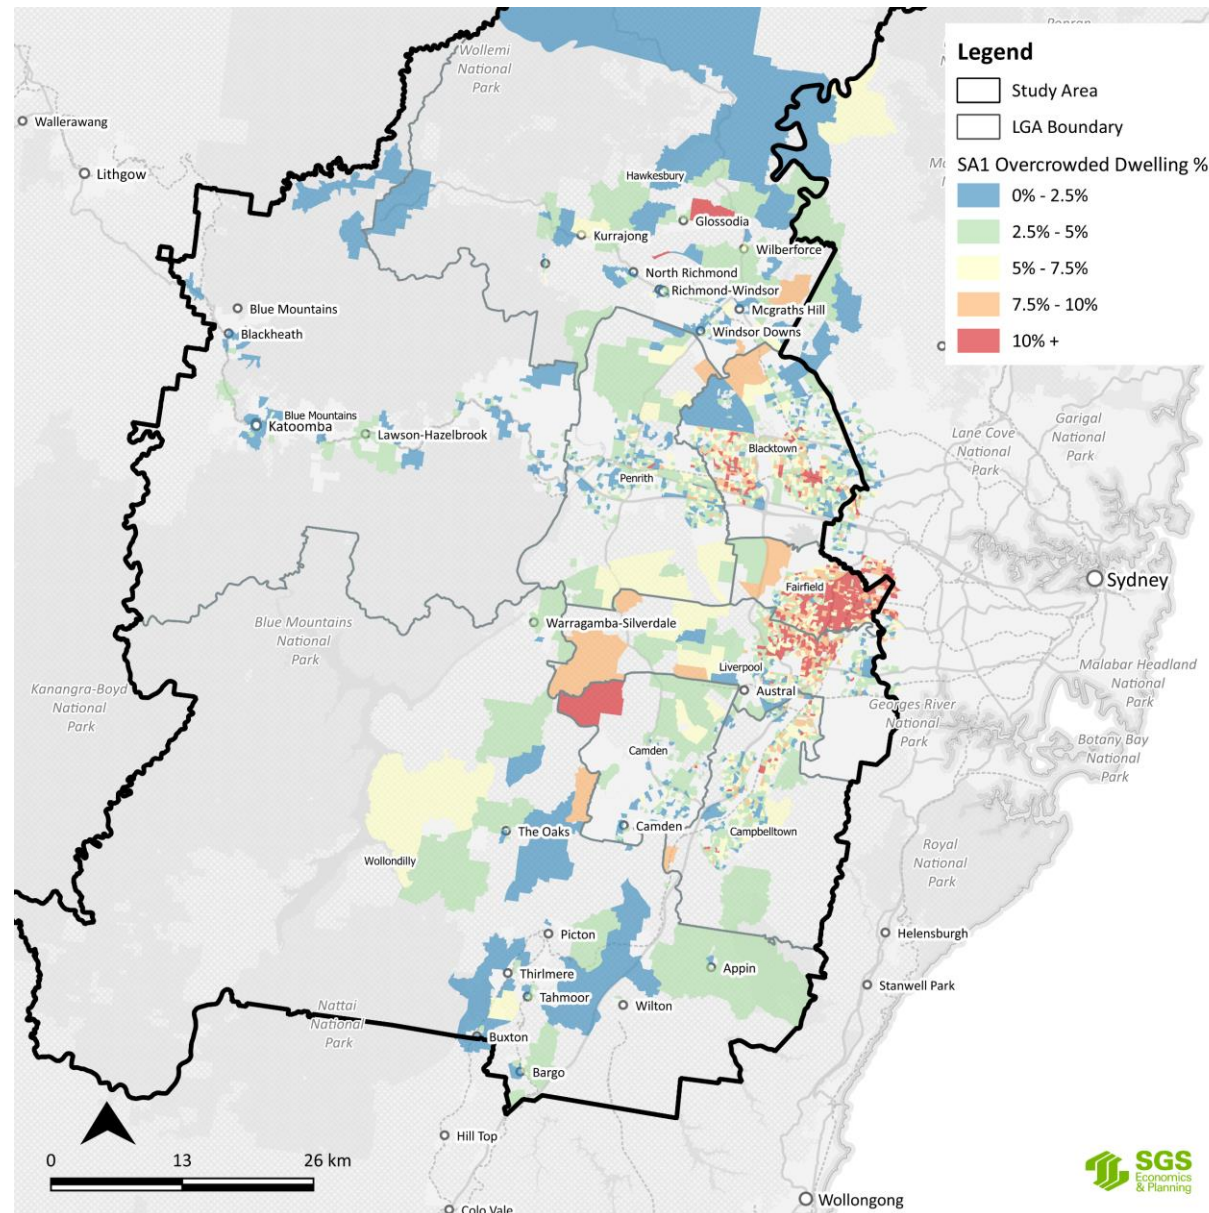 Wollemi
National
Park
Wallerawang
Lithgow
Legend
Study Area
LGA Boundary
SA1 Overcrowded Dwelling %
0% - 2.5%
2.5% - 5%
5% - 7.5%
7.5% - 10%
10% +
Hawkesbury
Glossodia
Kurrajong
Wilberforce
North Richmond
Richmond-Windsor
Mcgraths Hill
Windsor Downs
Blue Mountains
Blackheath
Blue Mountains
Katoomba
Lawson-Hazelbrook
Penrith
Blacktown
Lane Cove
National
Park
Garigal
National
Park
Fairfield
Sydney
Blue Mountains
National
Park
Warragamba-Silverdale
Liverpool
Austral
Kanangra-Boyd
National
Park
Malabar Headland
National
Park
Georges River
National
Park
Botany Bay
National
Park
Camden
Camden
The Oaks
Campbelltown
Wollondilly
Royal
National
Park
Picton
Helensburgh
Thirlmere
Appin
Tahmoor
Wilton
Stanwell Park
Nattai
National
Park
Buxton
Bargo
Hill Top
0 13 26 km
SGS
Economics
& Planning
Wollongong
Colo Vale